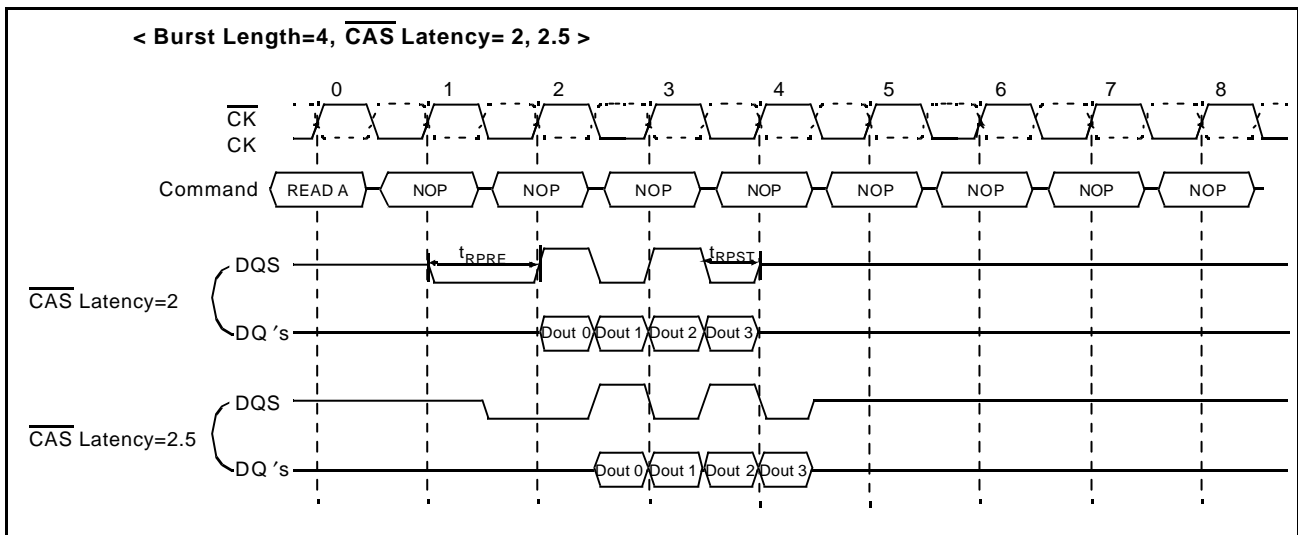 < Burst Length=4, CAS Latency= 2, 2.5 >
0 1 2 3 4 5 6 7 8
CK
CK
Command READ A NOP NOP NOP NOP NOP NOP NOP NOP
DQS tRPRE tRPST
CAS Latency=2
DQ 's Dout 0 Dout 1 Dout 2 Dout 3
DQS
CAS Latency=2.5
DQ 's Dout 0 Dout 1 Dout 2 Dout 3